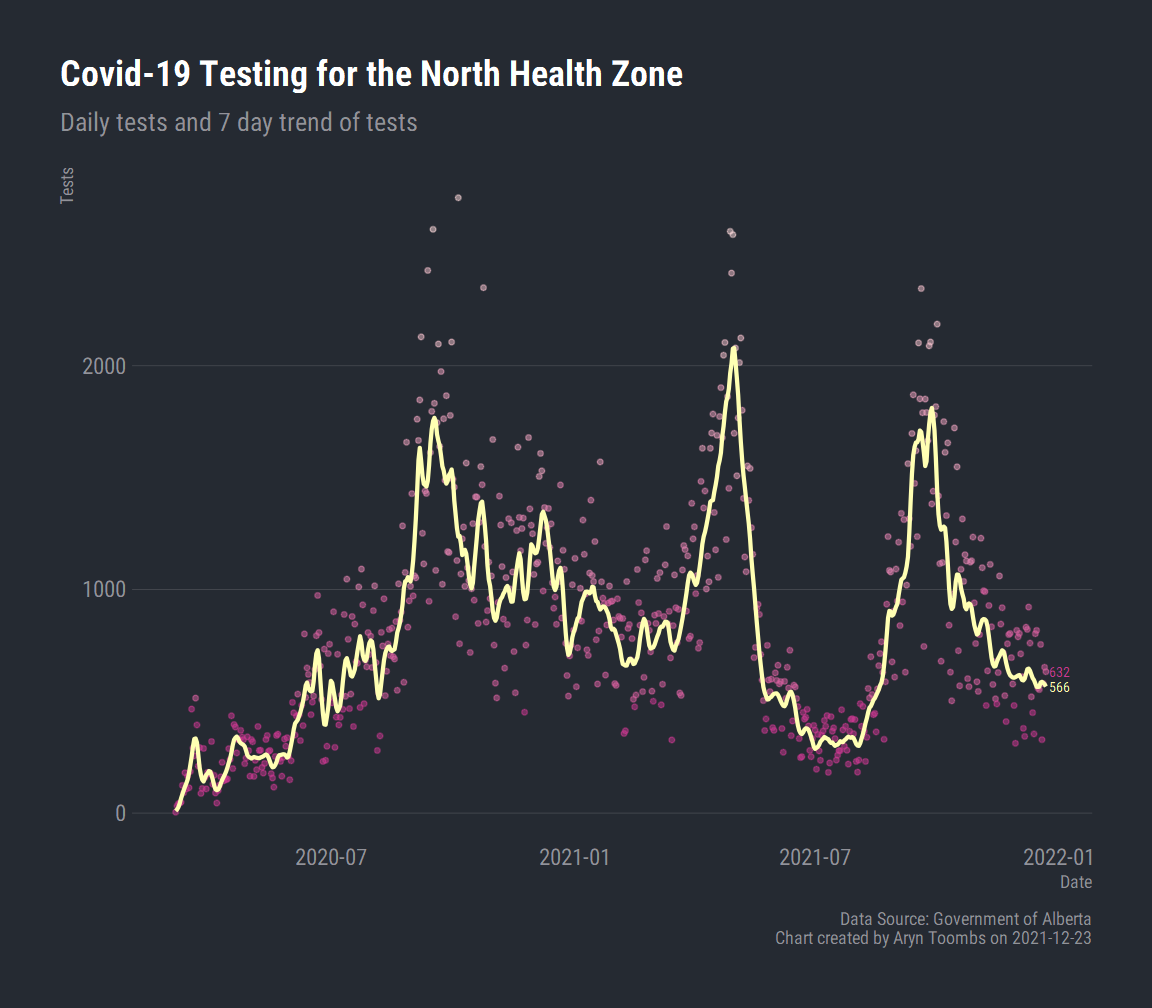 Covid-19 Testing for the North Health Zone
Daily tests and 7 day trend of tests
Tests
2000
1000
0
632
566
2020-07
2021-01
2021-07
2022-01
Date
Data Source: Government of Alberta
Chart created by Aryn Toombs on 2021-12-23